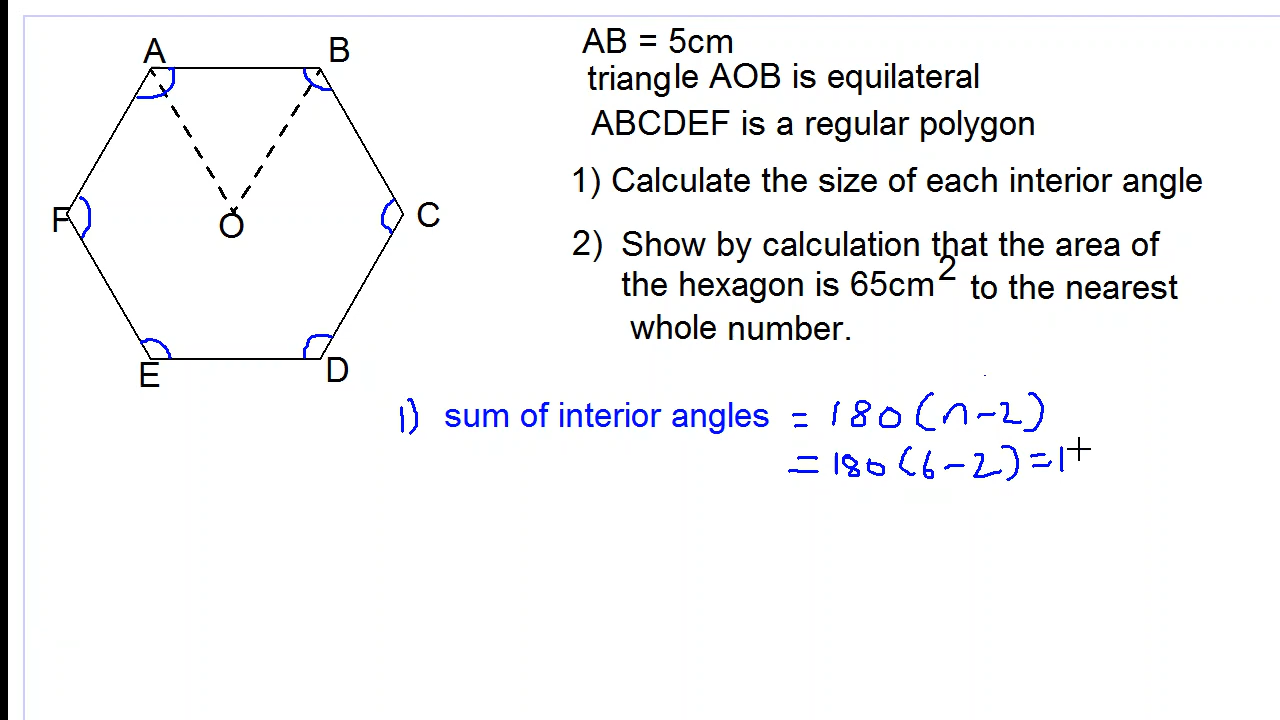 A B
F O C
E D
AB = 5cm
triangle AOB is equilateral
ABCDEF is a regular polygon
1) Calculate the size of each interior angle
2) Show by calculation that the area of
the hexagon is 65cm² to the nearest
whole number.
1) sum of interior angles = 180(n-2)
= 180(6-2) = 1